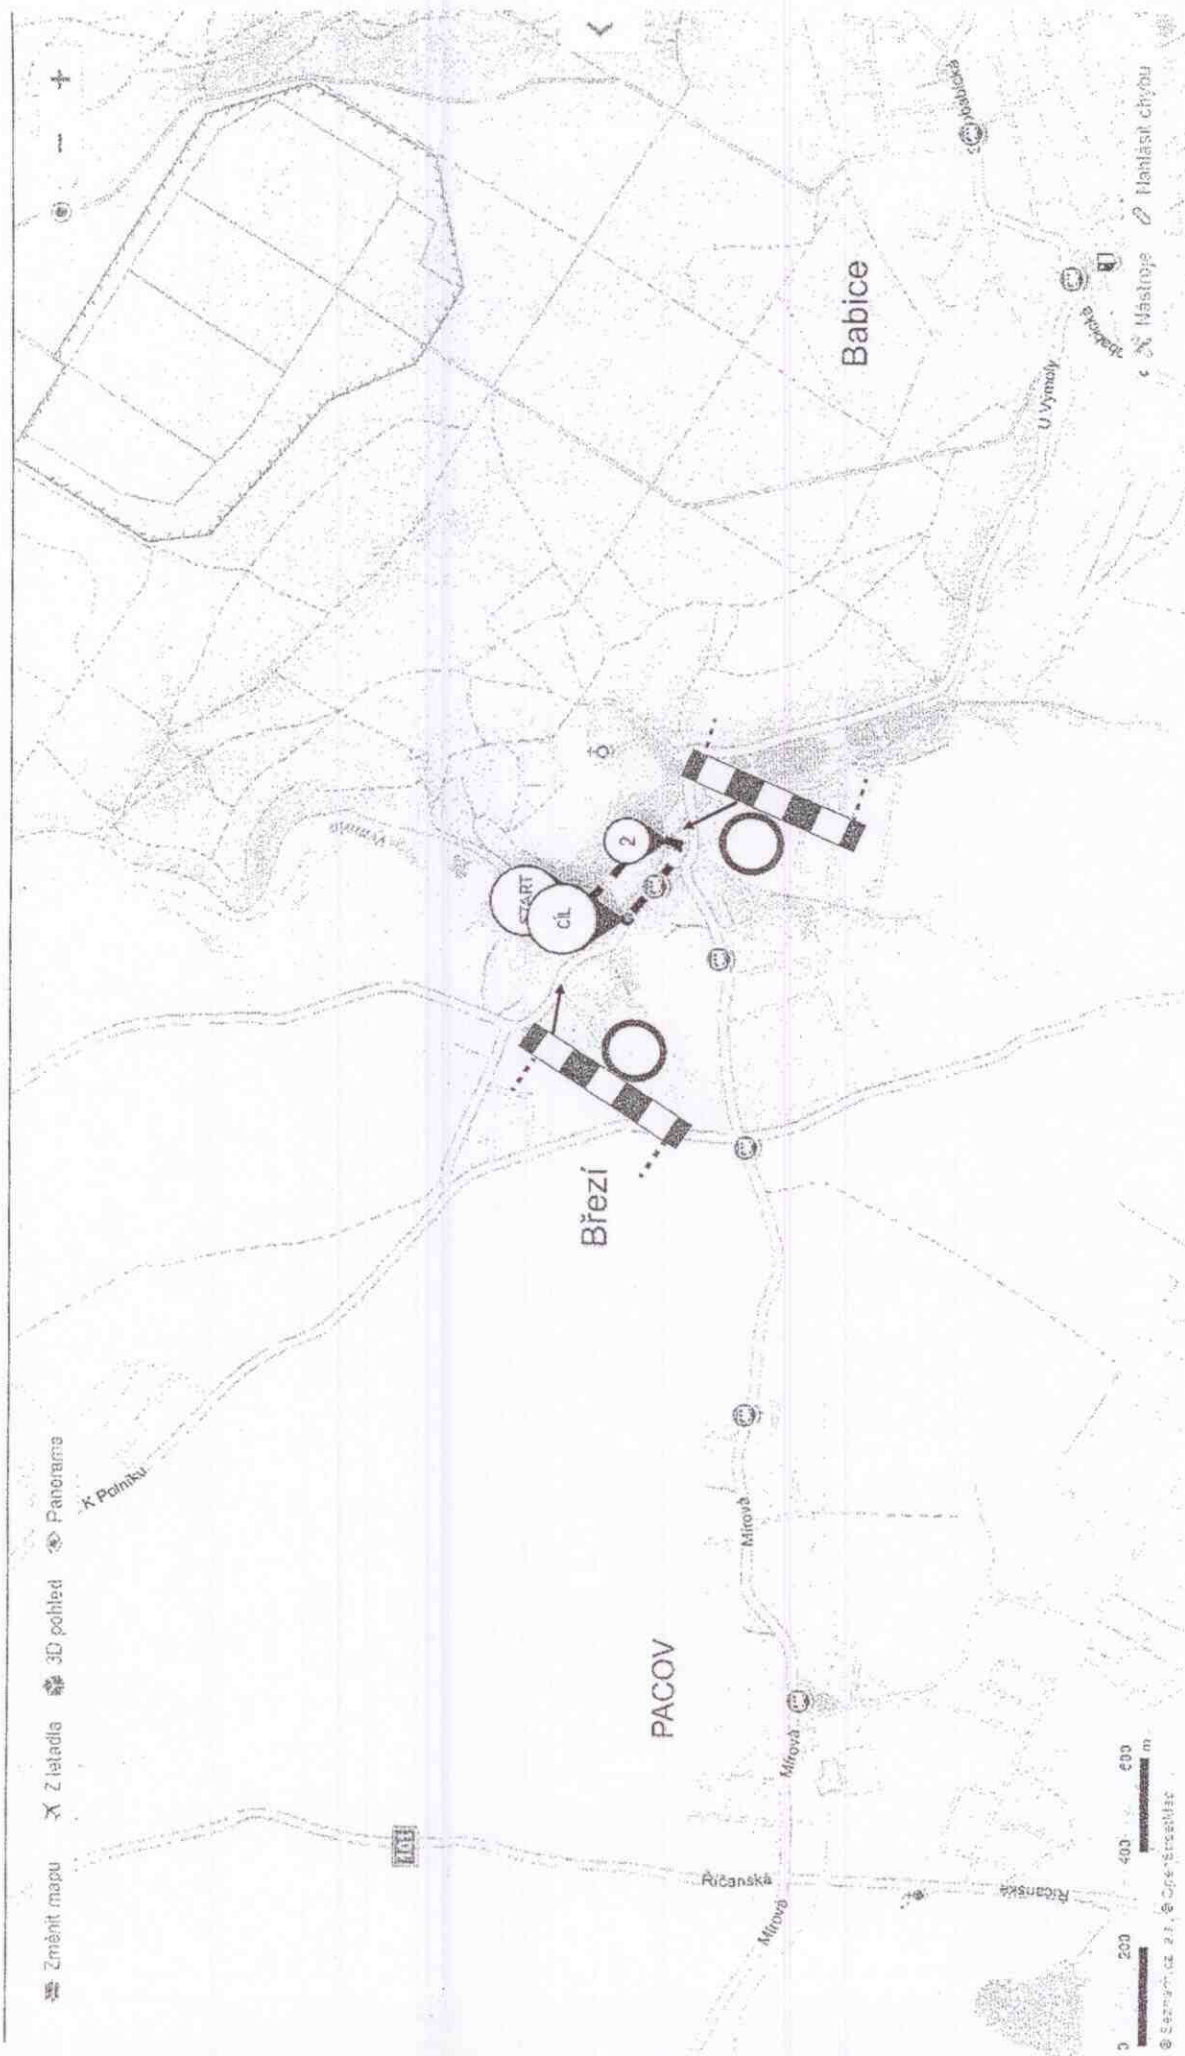 Změnit mapu
Z letadla
3D pohled
Panorama
K Polníku
START
CÍL
2
Březí
Babice
PACOV
Mírová
Mírová
Mírová
Říčanská
Říčanská
U Výmoly
Nástroje
Nahlásit chybu
0 200 400 600 m